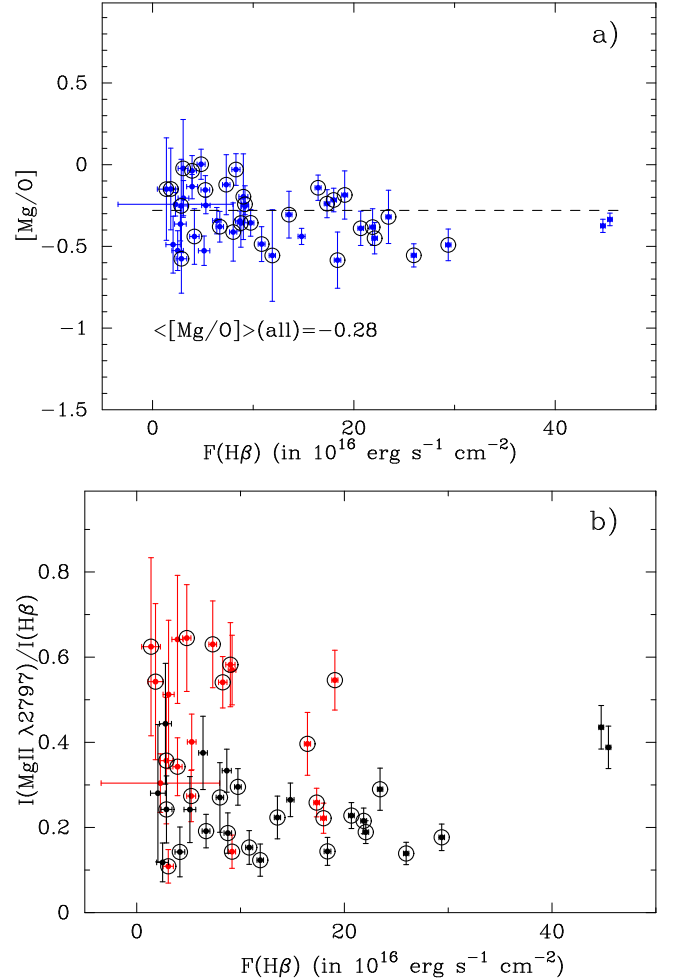 a)
0.5
0
−0.5
−1
−1.5
[Mg/O]
<[Mg/O]>(all)=−0.28
0 20 40
F(Hβ) (in 10¹⁶ erg s⁻¹ cm⁻²)
b)
0.8
0.6
0.4
0.2
0
I(MgII λ2797)/I(Hβ)
0 20 40
F(Hβ) (in 10¹⁶ erg s⁻¹ cm⁻²)